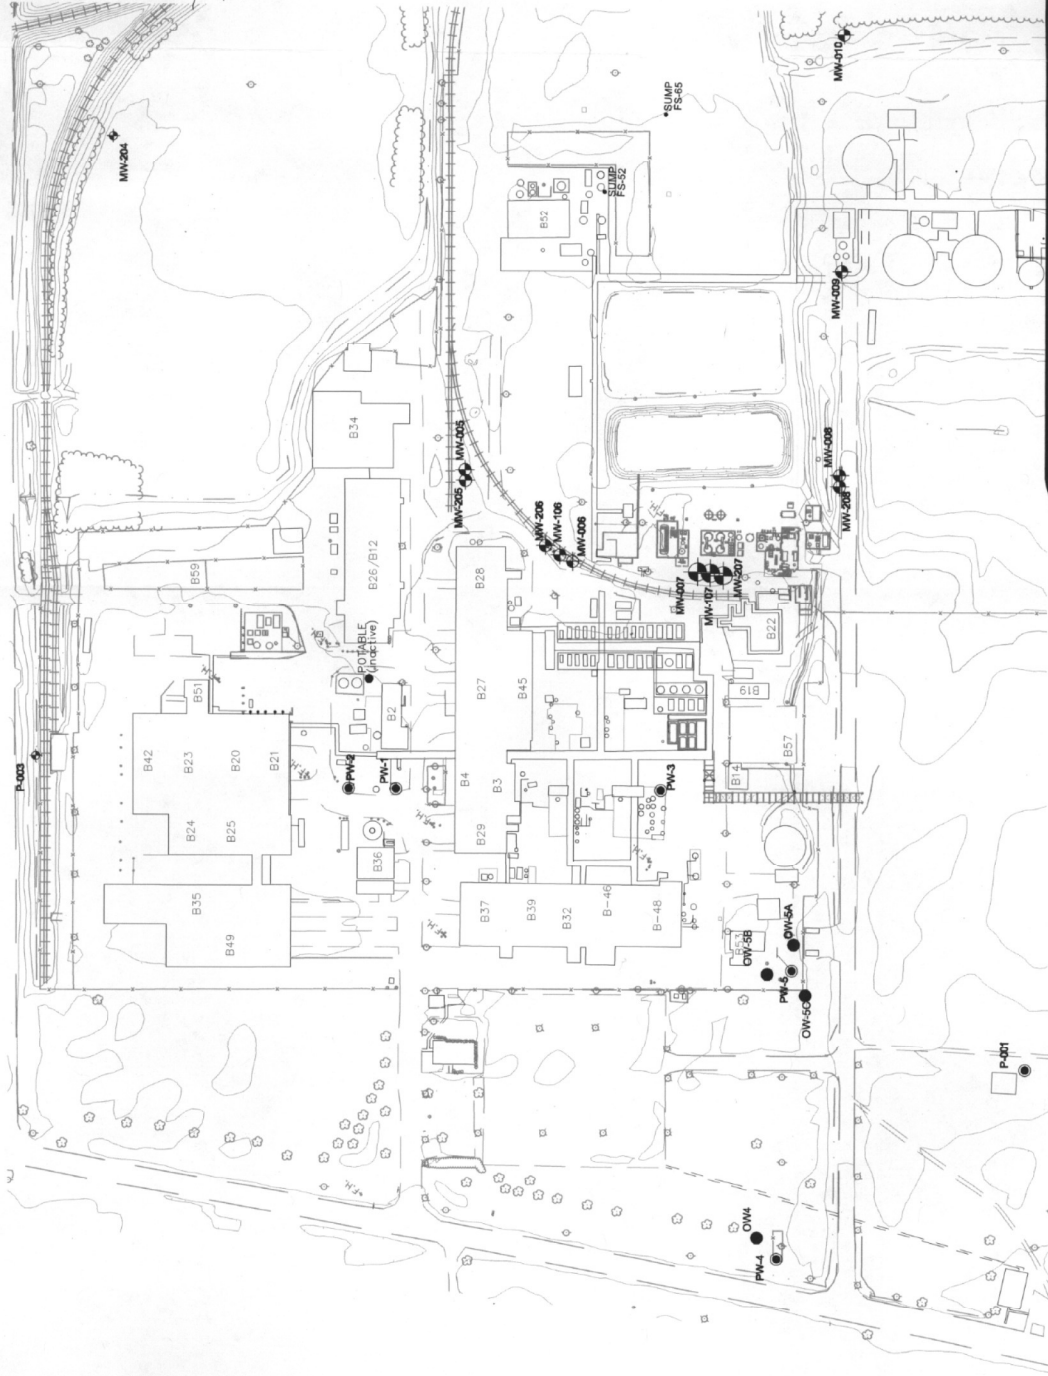 MW-010
MW-204
SUMP
FS-65
SUMP
FS-52
B52
MW-009
B34
MW-005
MW-205
MW-008
MW-208
MW-206
MW-106
MW-006
B59
B26/B12
B28
MW-007
MW-107
MW-207
B22
POTABLE
(inactive)
B51
B2
B27
B45
B19
P-003
B42
B23
B20
B21
F.H.
PW-2
PW-1
B4
B3
PW-3
B14
B57
B24
B25
B29
F.H.
B36
F.H.
B35
B49
F.H.
B37
B39
B32
B-46
B-48
B53
OW-5B
OW-5A
PW-5
OW-5C
P-001
F.H.
OW4
PW-4